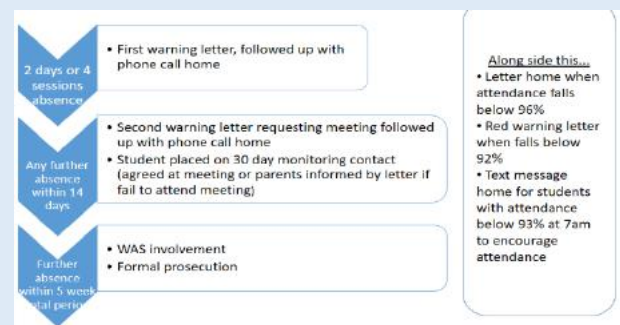 2 days or 4
sessions
absence
• First warning letter, followed up with
phone call home
Any further
absence
within 14
days
• Second warning letter requesting meeting followed
up with phone call home
• Student placed on 30 day monitoring contact
(agreed at meeting or parents informed by letter if
fail to attend meeting)
Further
absence
within 5 week
total period
• WAS involvement
• Formal prosecution
Along side this...
• Letter home when
attendance falls
below 96%
• Red warning letter
when falls below
92%
• Text message
home for students
with attendance
below 93% at 7am
to encourage
attendance